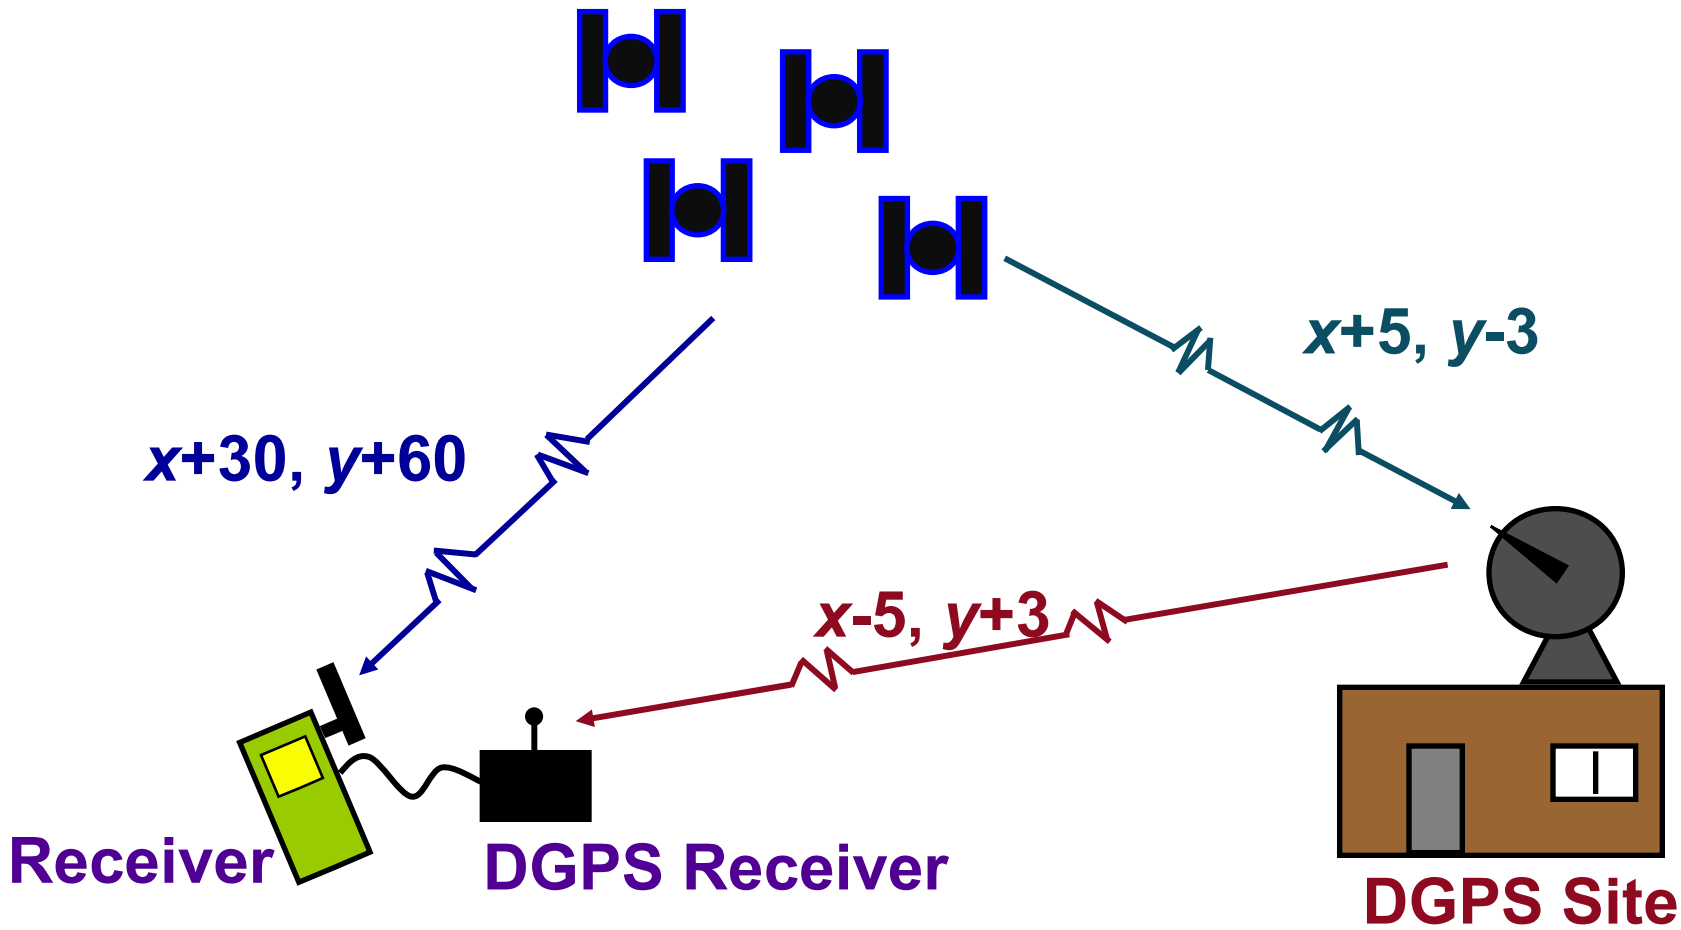 x+5, y-3
x+30, y+60
x-5, y+3
Receiver
DGPS Receiver
DGPS Site